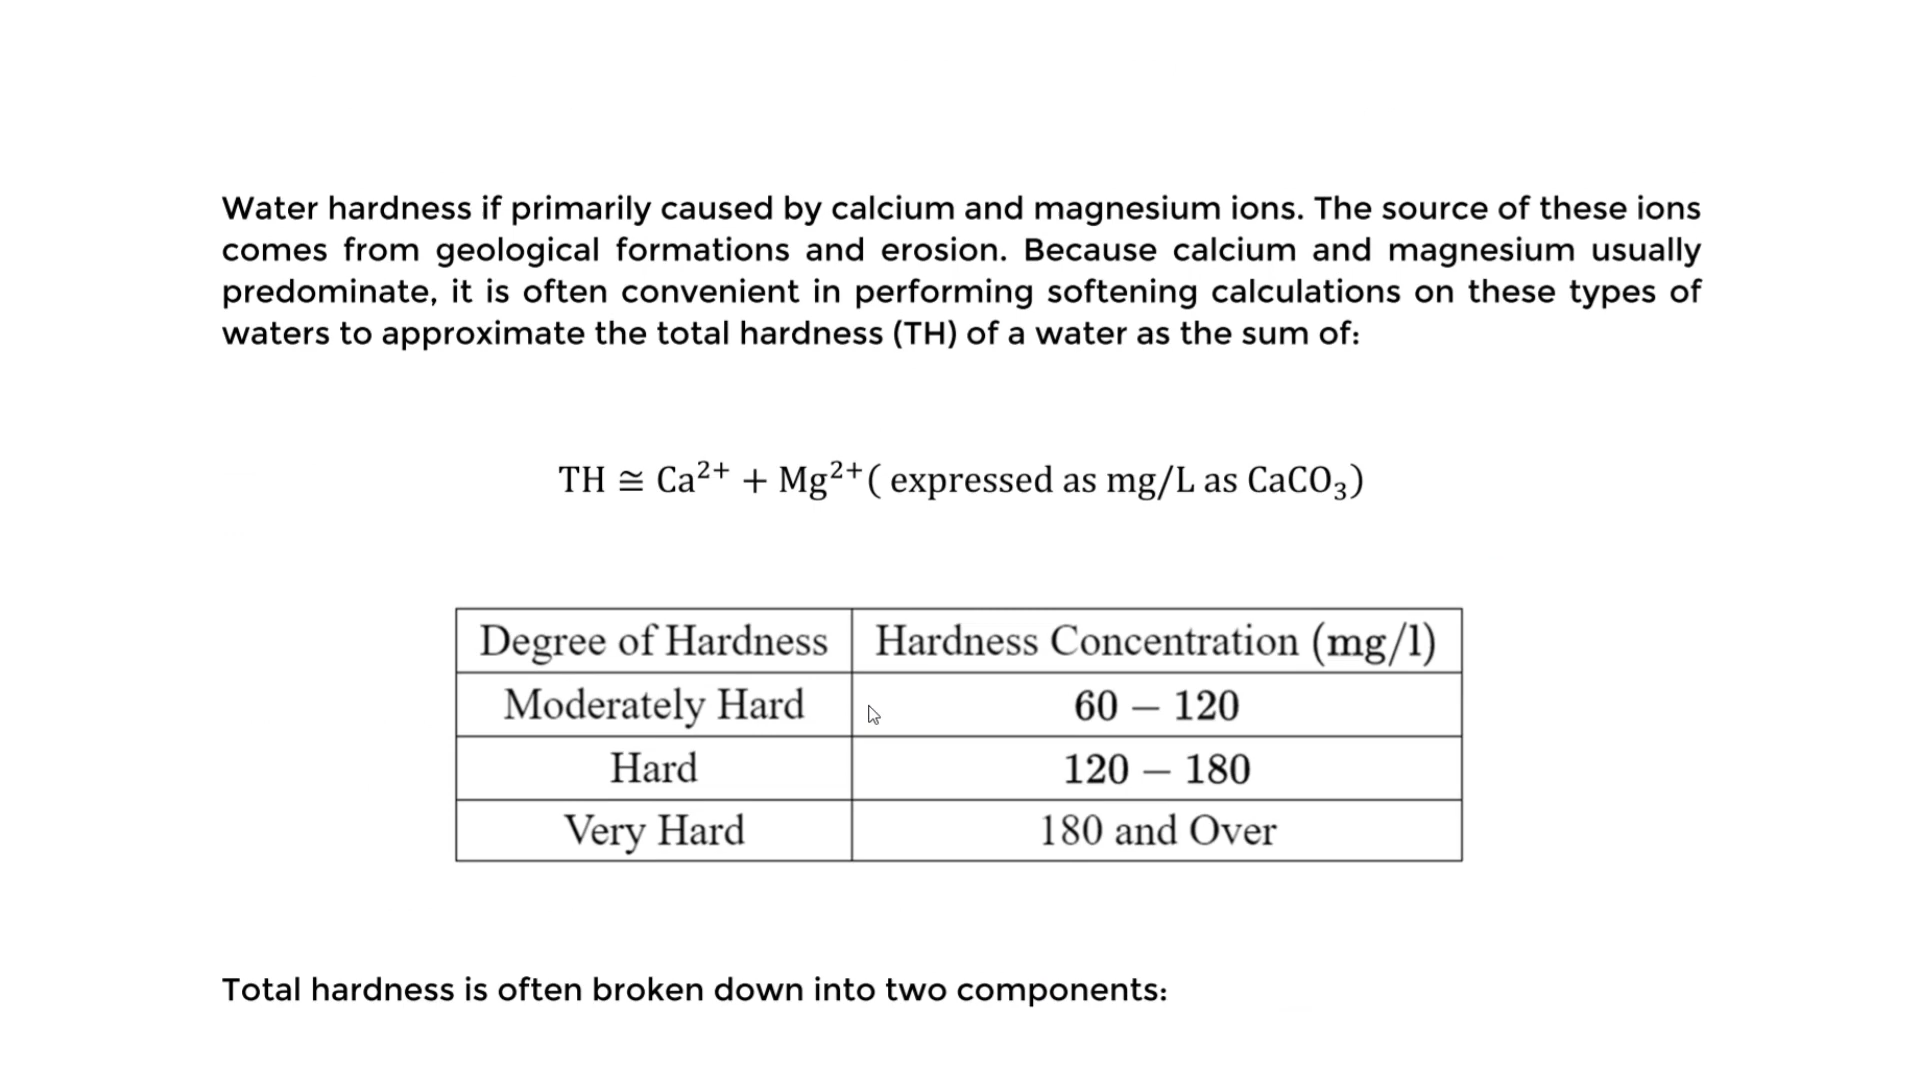 Water hardness if primarily caused by calcium and magnesium ions. The source of these ions
comes from geological formations and erosion. Because calcium and magnesium usually
predominate, it is often convenient in performing softening calculations on these types of
waters to approximate the total hardness (TH) of a water as the sum of:
TH ≅ Ca²⁺ + Mg²⁺( expressed as mg/L as CaCO₃)
Degree of Hardness Hardness Concentration (mg/l)
Moderately Hard 60 – 120
Hard 120 – 180
Very Hard 180 and Over
Total hardness is often broken down into two components: